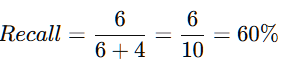 Recall = 6 / (6 + 4) = 6 / 10 = 60%